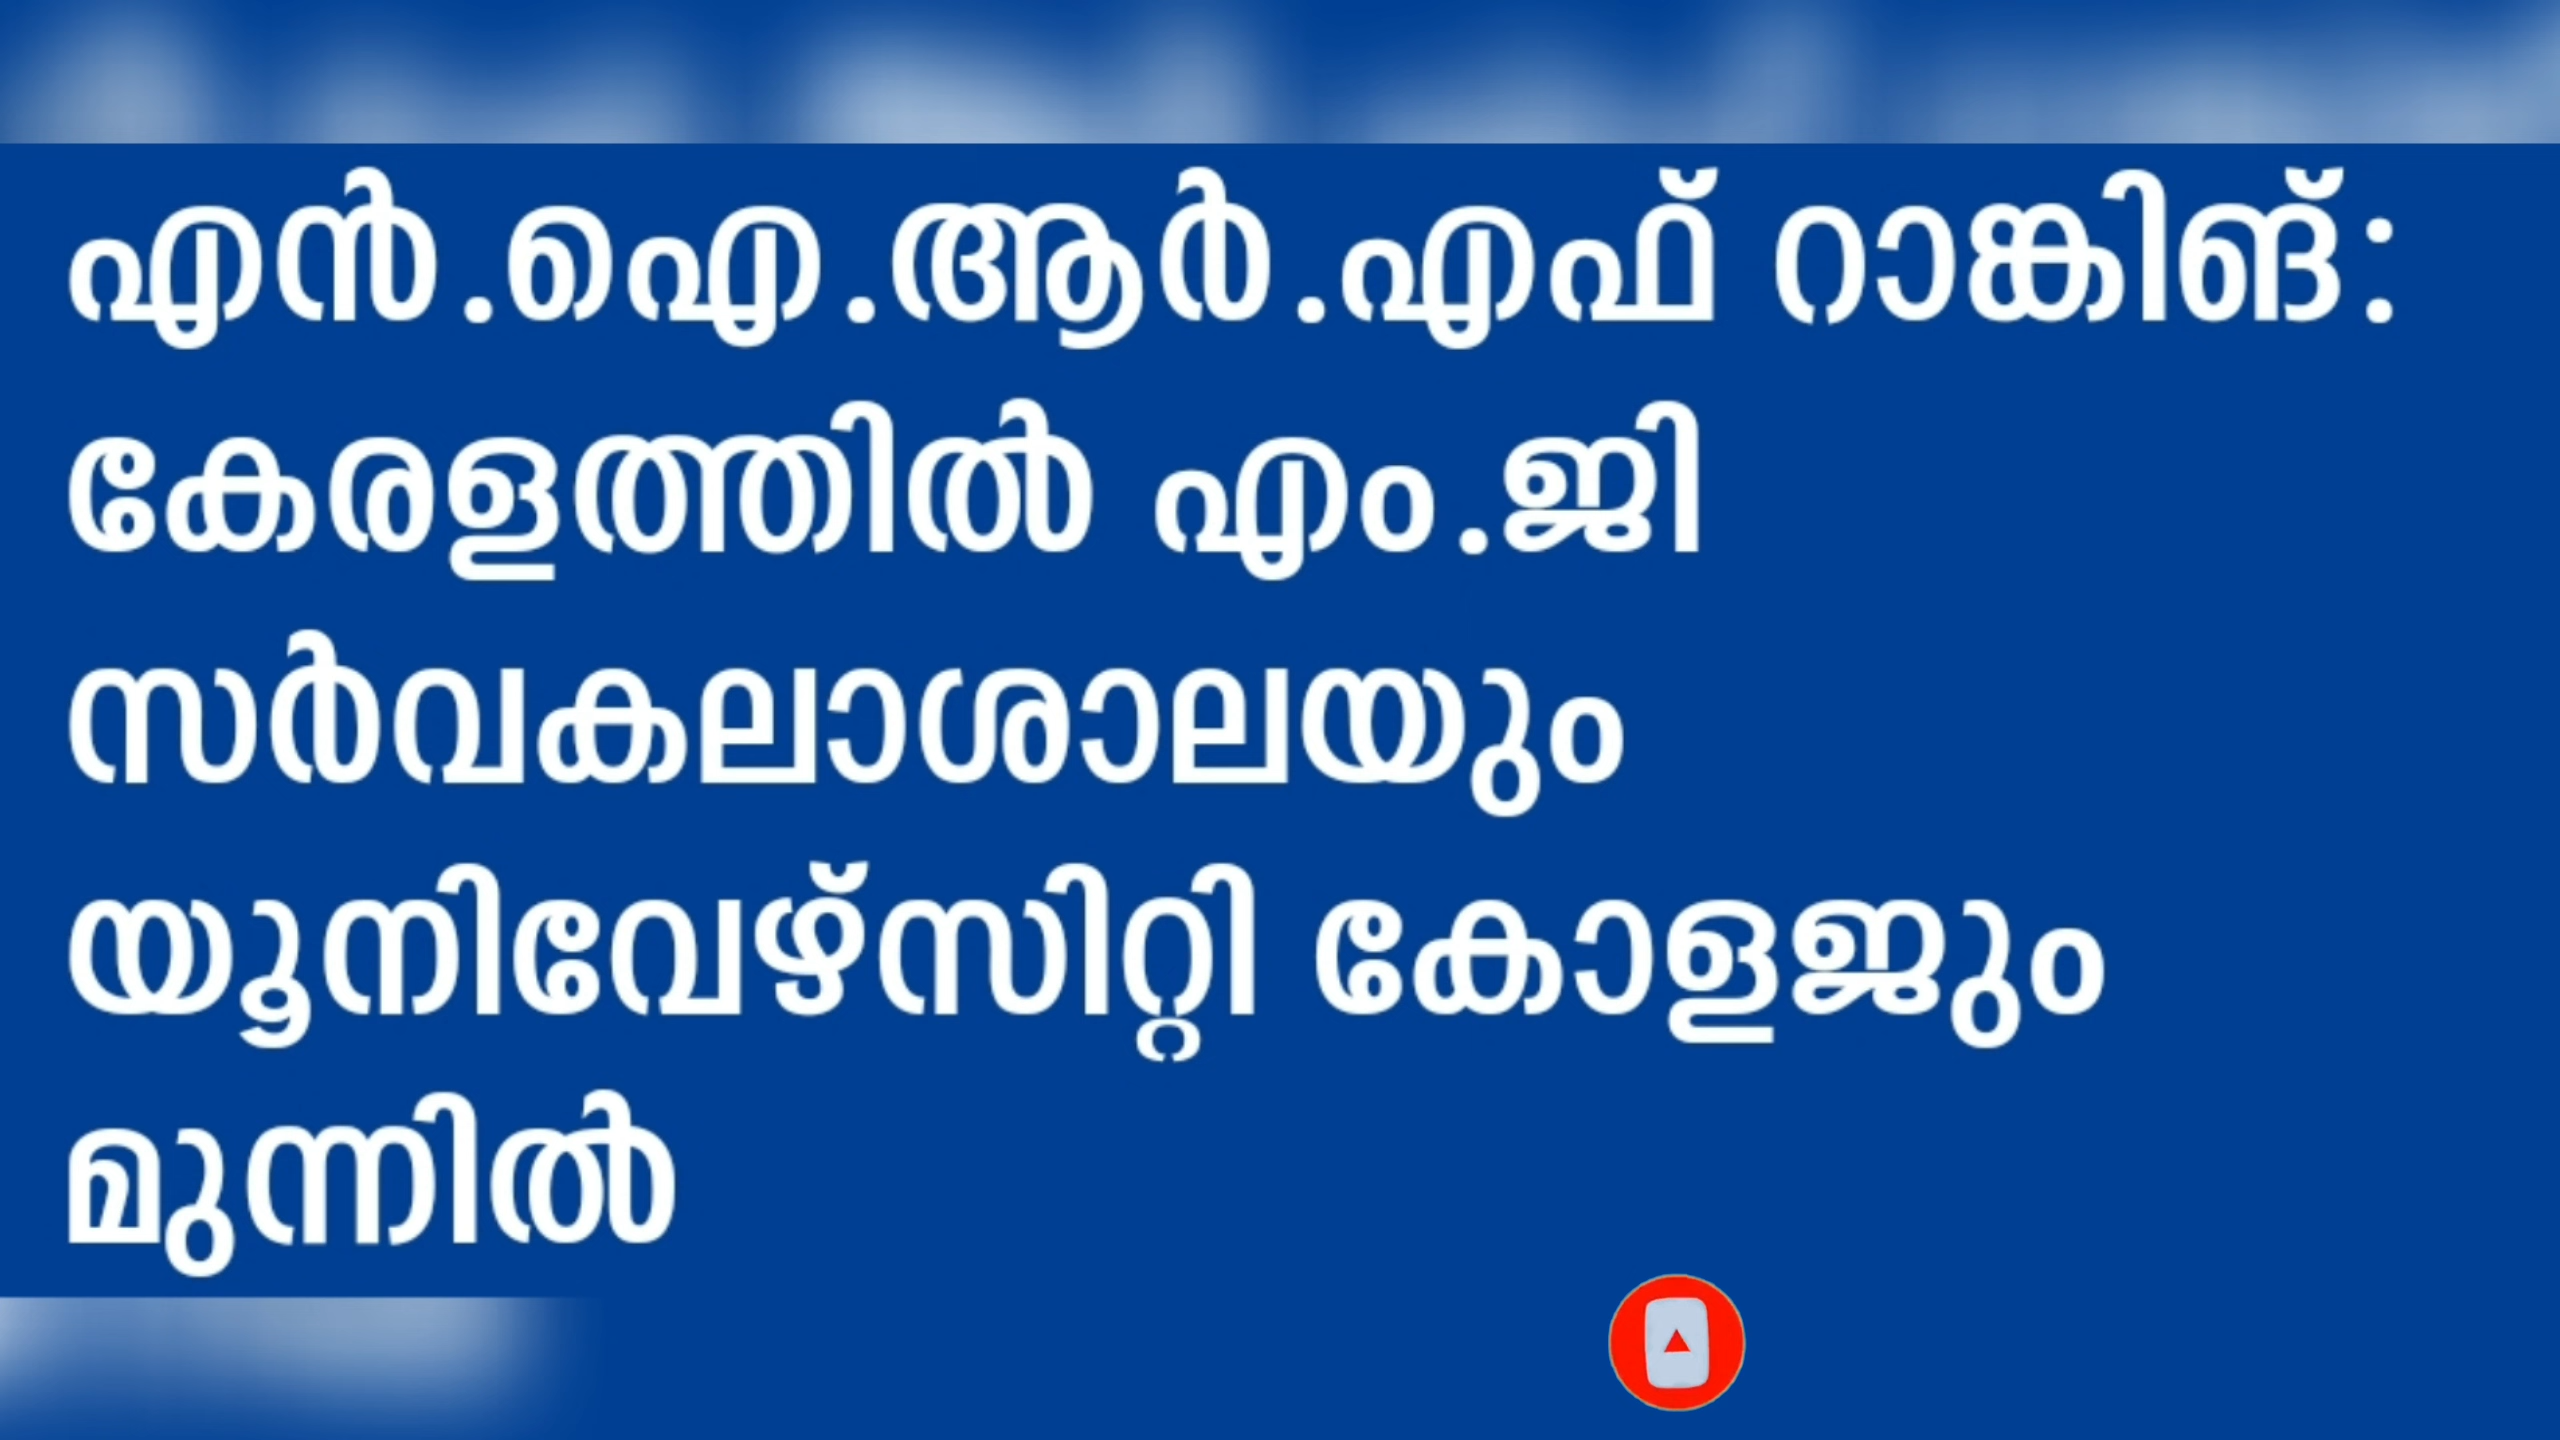 എൻ.ഐ.ആർ.എഫ് റാങ്കിങ്:
കേരളത്തിൽ എം.ജി
സർവകലാശാലയും
യൂനിവേഴ്സിറ്റി കോളജും
മുന്നിൽ